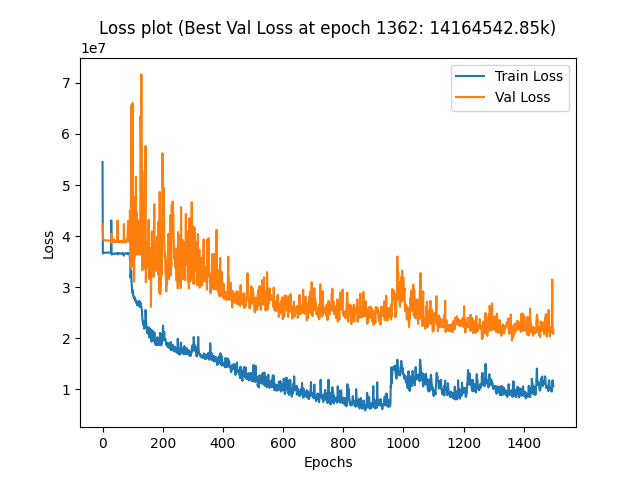 Loss plot (Best Val Loss at epoch 1362: 14164542.85k)
1e7
Train Loss
Val Loss
7
6
5
4
3
2
1
Loss
0 200 400 600 800 1000 1200 1400
Epochs